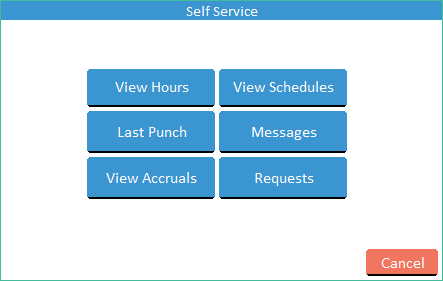 Self Service
View Hours
View Schedules
Last Punch
Messages
View Accruals
Requests
Cancel